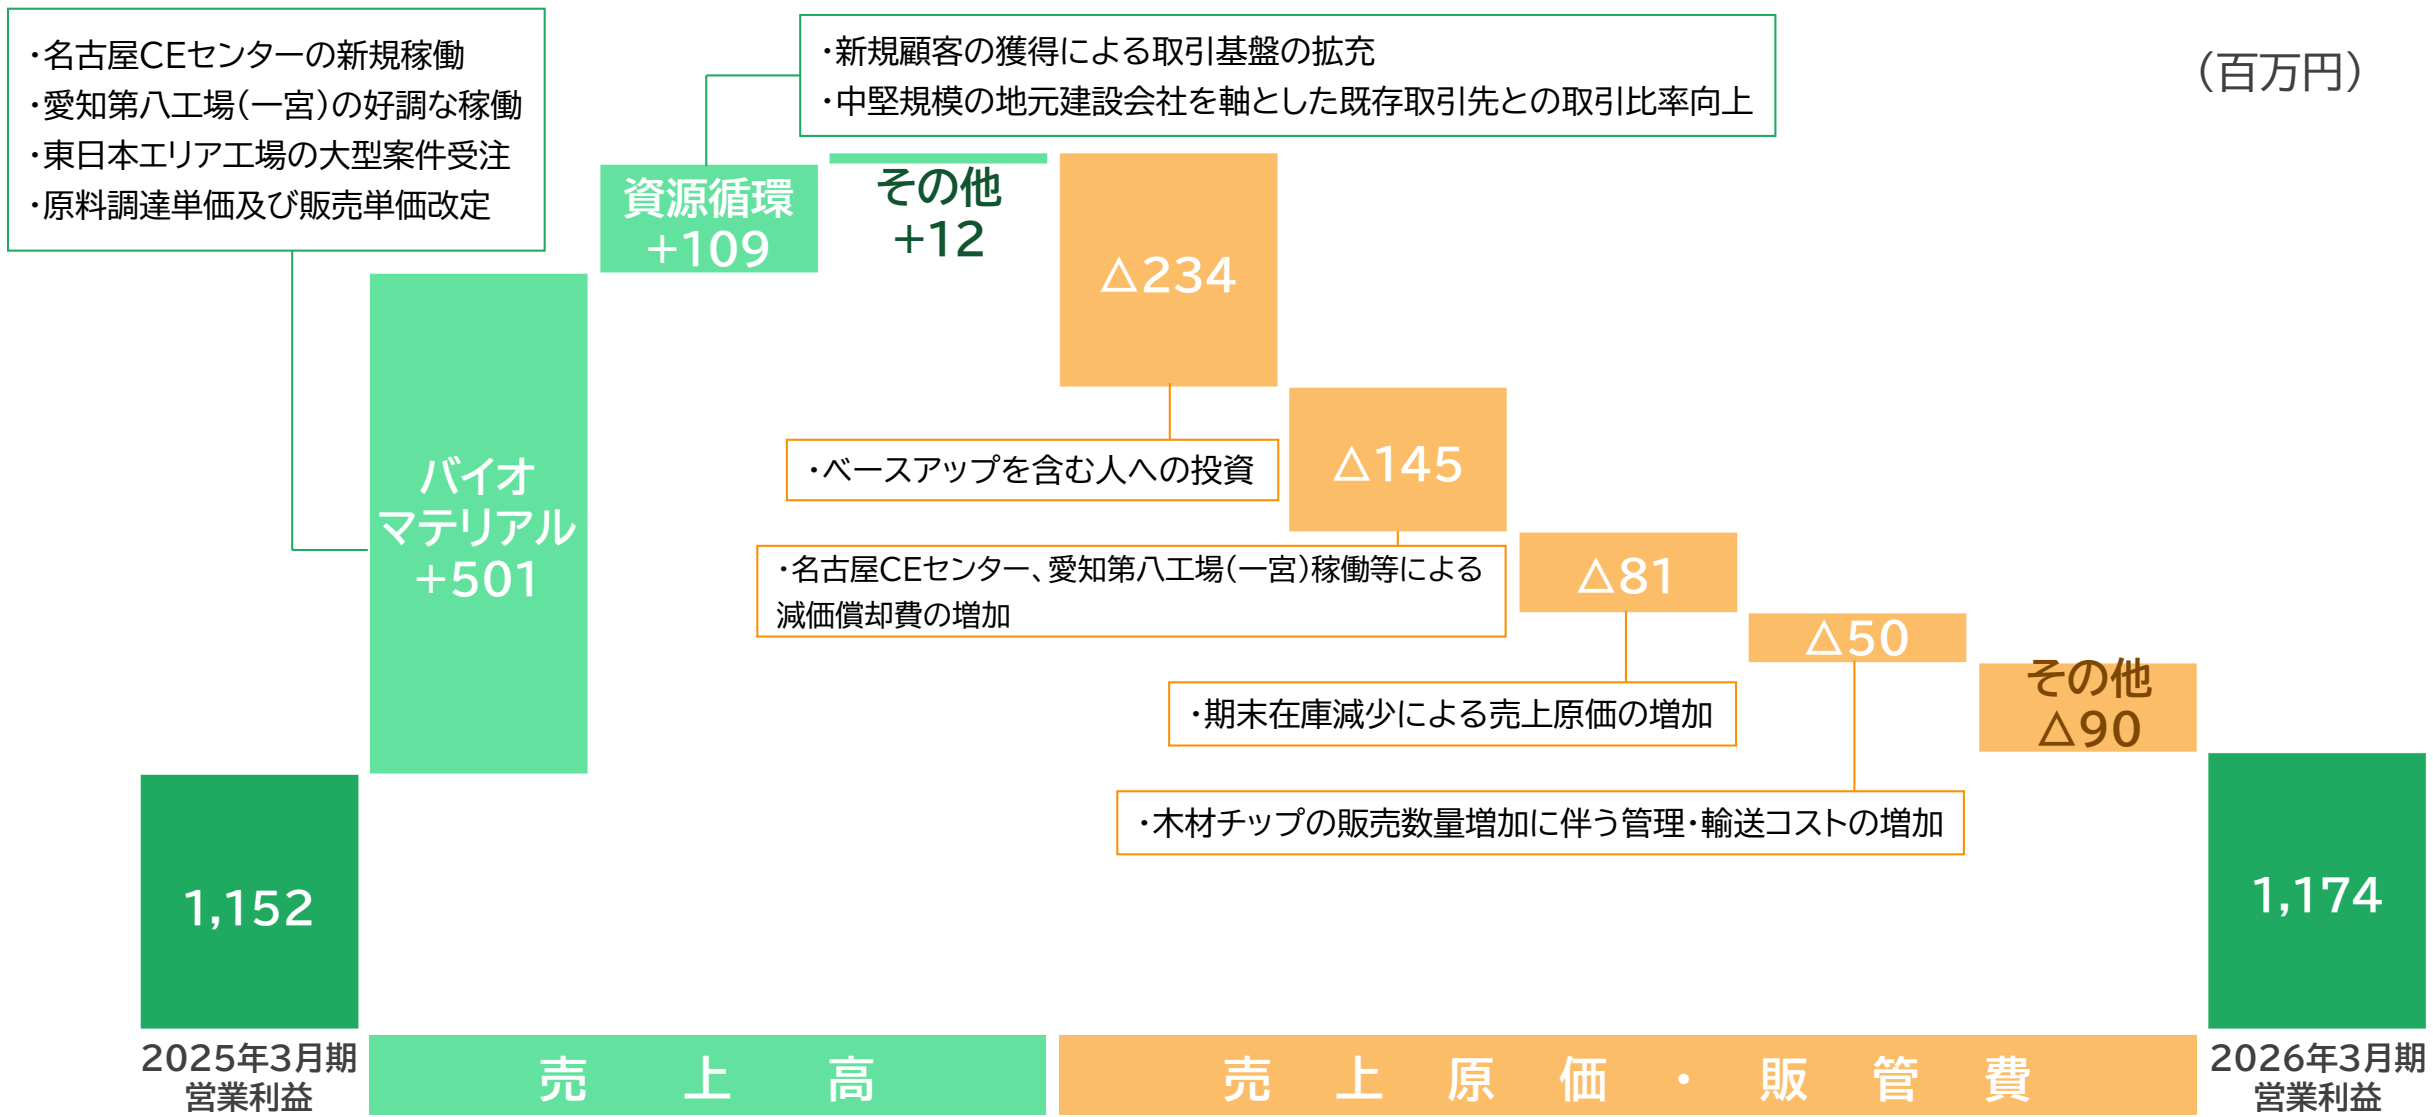 ・名古屋CEセンターの新規稼働
・愛知第八工場(一宮)の好調な稼働
・東日本エリア工場の大型案件受注
・原料調達単価及び販売単価改定
・新規顧客の獲得による取引基盤の拡充
・中堅規模の地元建設会社を軸とした既存取引先との取引比率向上
(百万円)
資源循環
+109
その他
+12
△234
バイオ
マテリアル
+501
・ベースアップを含む人への投資
△145
・名古屋CEセンター、愛知第八工場(一宮)稼働等による
減価償却費の増加
△81
△50
・期末在庫減少による売上原価の増加
その他
△90
・木材チップの販売数量増加に伴う管理・輸送コストの増加
1,152
1,174
2025年3月期
営業利益
売上高
売上原価・販管費
2026年3月期
営業利益